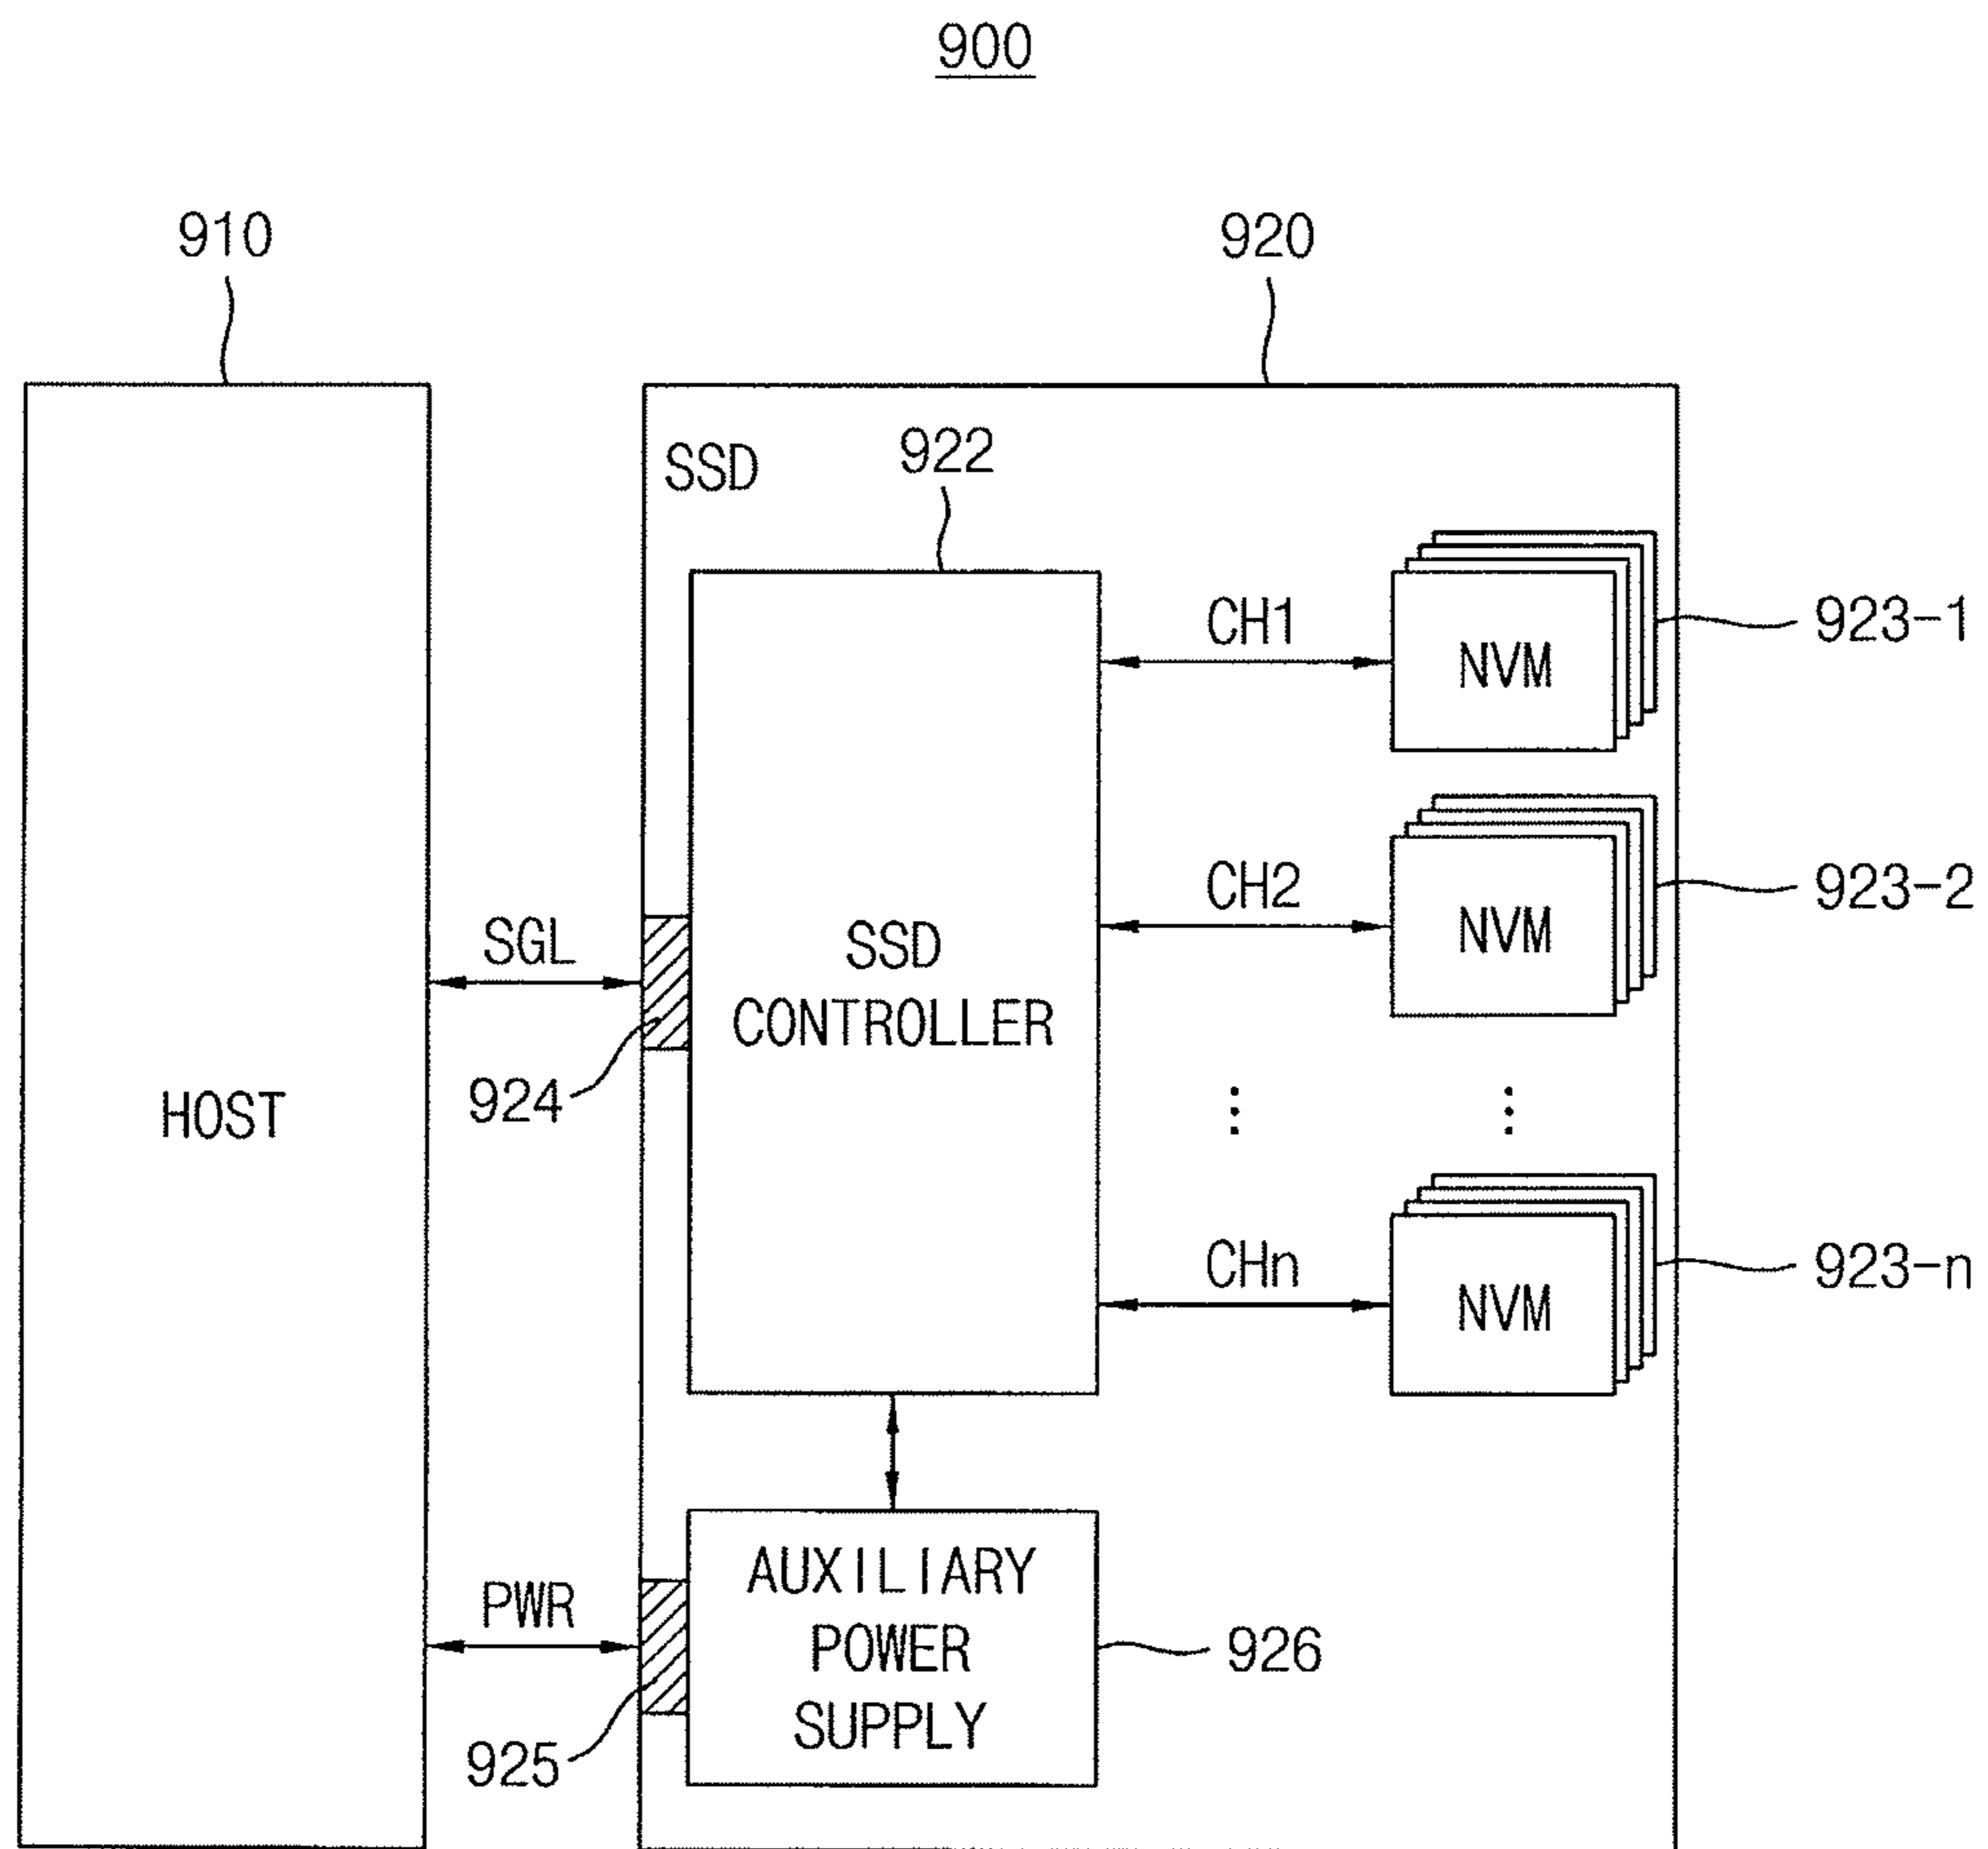 900
910
920
SSD
922
CH1
NVM
923-1
CH2
NVM
923-2
SGL
SSD
CONTROLLER
924
HOST
CHn
NVM
923-n
PWR
AUXILIARY
POWER
SUPPLY
926
925